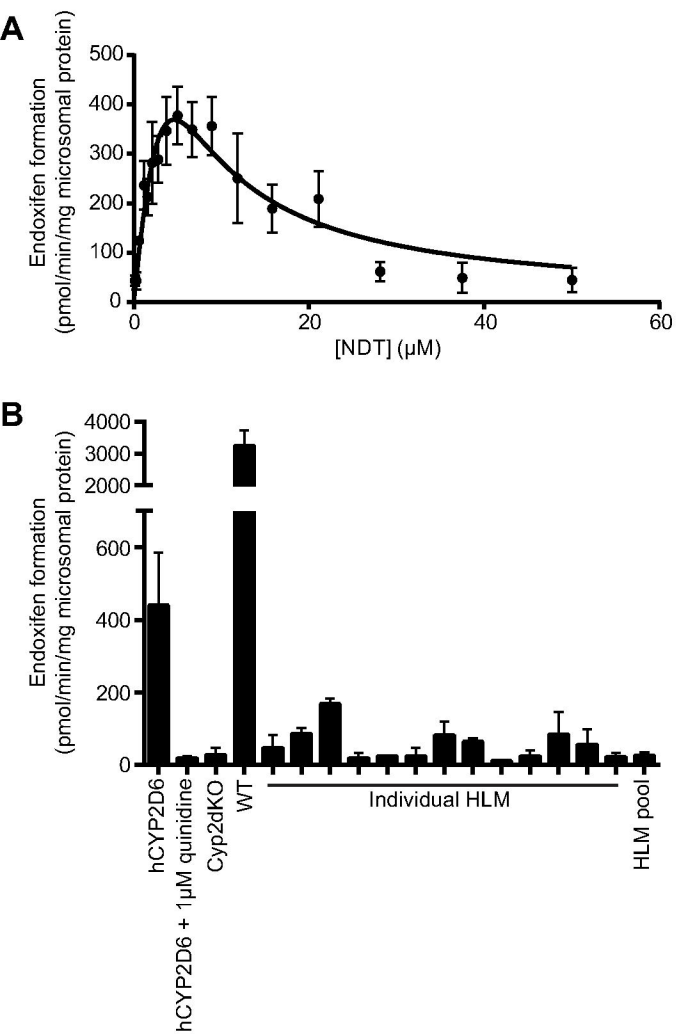 A
Endoxifen formation
(pmol/min/mg microsomal protein)
500
400
300
200
100
0
0
20
40
60
[NDT] (µM)
B
Endoxifen formation
(pmol/min/mg microsomal protein)
4000
3000
2000
600
400
200
0
hCYP2D6
hCYP2D6 + 1µM quinidine
Cyp2dKO
WT
Individual HLM
HLM pool